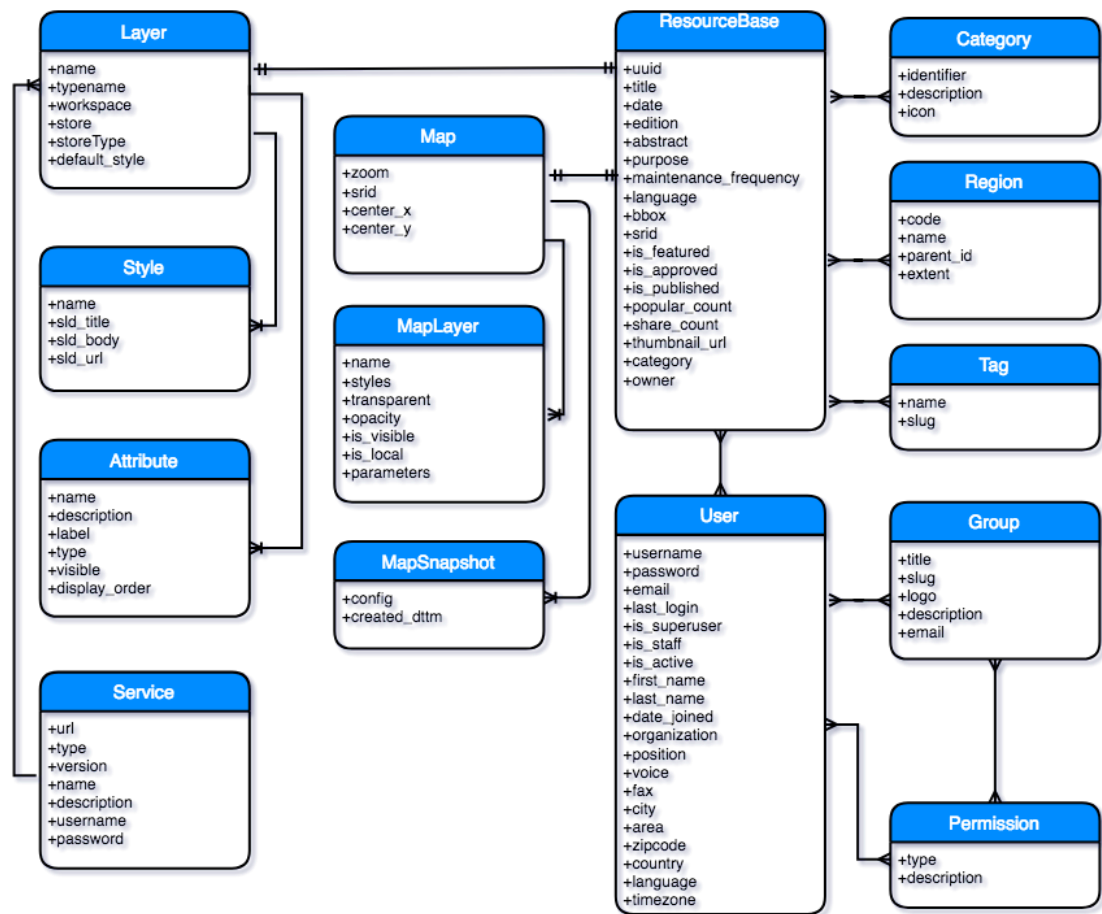 Layer
+name
+typename
+workspace
+store
+storeType
+default_style
Style
+name
+sld_title
+sld_body
+sld_url
Attribute
+name
+description
+label
+type
+visible
+display_order
Service
+url
+type
+version
+name
+description
+username
+password
Map
+zoom
+srid
+center_x
+center_y
MapLayer
+name
+styles
+transparent
+opacity
+is_visible
+is_local
+parameters
MapSnapshot
+config
+created_dttm
ResourceBase
+uuid
+title
+date
+edition
+abstract
+purpose
+maintenance_frequency
+language
+bbox
+srid
+is_featured
+is_approved
+is_published
+popular_count
+share_count
+thumbnail_url
+category
+owner
User
+username
+password
+email
+last_login
+is_superuser
+is_staff
+is_active
+first_name
+last_name
+date_joined
+organization
+position
+voice
+fax
+city
+area
+zipcode
+country
+language
+timezone
Category
+identifier
+description
+icon
Region
+code
+name
+parent_id
+extent
Tag
+name
+slug
Group
+title
+slug
+logo
+description
+email
Permission
+type
+description